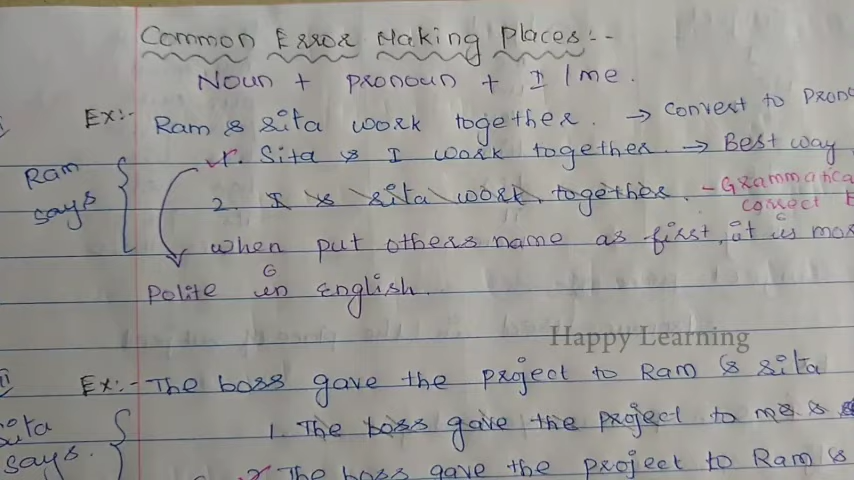 Common Error Making Places:-
Noun + pronoun + I / me.
Ex:- Ram & sita work together. → convert to
Ram says
1. Sita & I work together. → Best way
2. I & sita work together. - Grammatica
correct
when put others name as first, it is
Polite in English.
Happy Learning
ii Ex:- The boss gave the project to Ram & sita
says.
1. The boss gave the project to me &
The boss gave the project to Ram &